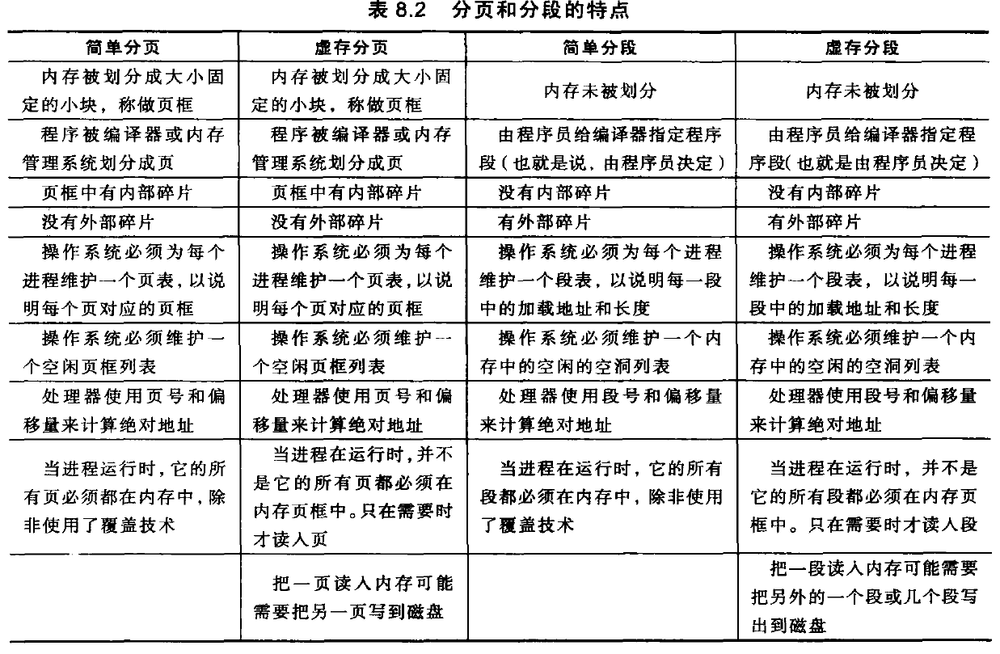 表 8.2 分页和分段的特点
简单分页
虚存分页
简单分段
虚存分段
内存被划分成大小固
定的小块，称做页框
内存被划分成大小固
定的小块，称做页框
内存未被划分
内存未被划分
程序被编译器或内存
管理系统划分成页
程序被编译器或内存
管理系统划分成页
由程序员给编译器指定程序
段（也就是说，由程序员决定）
由程序员给编译器指定程
序段（也就是由程序员决定）
页框中有内部碎片
页框中有内部碎片
没有内部碎片
没有内部碎片
没有外部碎片
没有外部碎片
有外部碎片
有外部碎片
操作系统必须为每个
进程维护一个页表，以说
明每个页对应的页框
操作系统必须为每个
进程维护一个页表，以说
明每个页对应的页框
操作系统必须为每个进程
维护一个段表，以说明每一段
中的加载地址和长度
操作系统必须为每个进程
维护一个段表，以说明每一
段中的加载地址和长度
操作系统必须维护一
个空闲页框列表
操作系统必须维护一
个空闲页框列表
操作系统必须维护一个内
存中的空闲的空洞列表
操作系统必须维护一个内
存中的空闲的空洞列表
处理器使用页号和偏
移量来计算绝对地址
处理器使用页号和偏
移量来计算绝对地址
处理器使用段号和偏移量
来计算绝对地址
处理器使用段号和偏移量
来计算绝对地址
当进程运行时，它的所
有页必须都在内存中，除
非使用了覆盖技术
当进程在运行时，并不
是它的所有页都必须在
内存页框中。只在需要时
才读入页
当进程在运行时，它的所有
段都必须在内存中，除非使用
了覆盖技术
当进程在运行时，并不是
它的所有段都必须在内存页
框中。只在需要时才读入段
把一页读入内存可能
需要把另一页写到磁盘
把一段读入内存可能需要
把另外的一个段或几个段写
出到磁盘